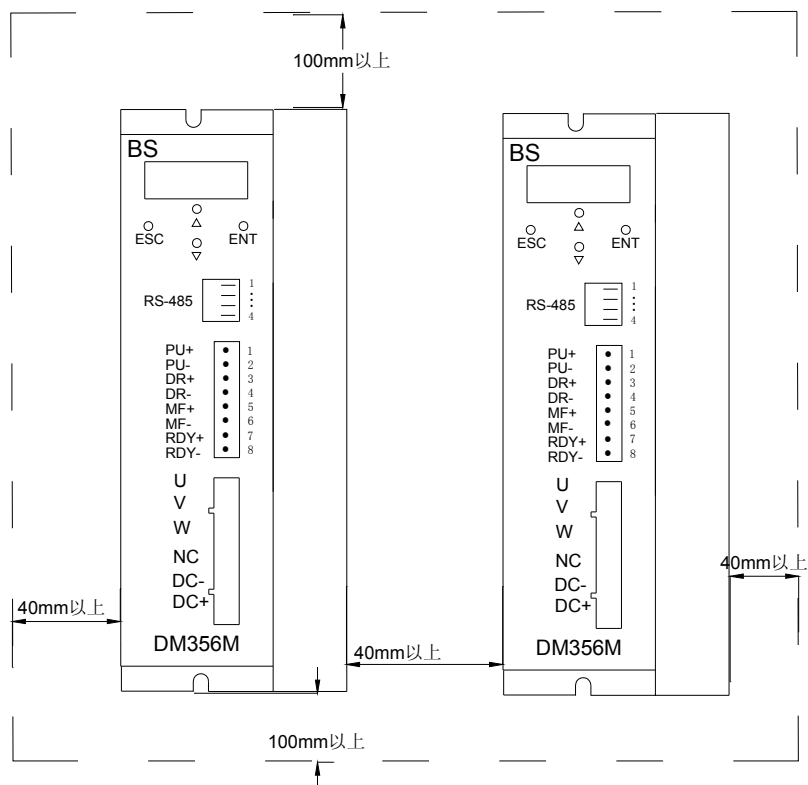 100mm以上
BS
ESC
ENT
RS-485
1
4
PU+ 1
PU- 2
DR+ 3
DR- 4
MF+ 5
MF- 6
RDY+ 7
RDY- 8
U
V
W
NC
DC-
DC+
DM356M
BS
ESC
ENT
RS-485
1
4
PU+ 1
PU- 2
DR+ 3
DR- 4
MF+ 5
MF- 6
RDY+ 7
RDY- 8
U
V
W
NC
DC-
DC+
DM356M
40mm以上
40mm以上
40mm以上
100mm以上